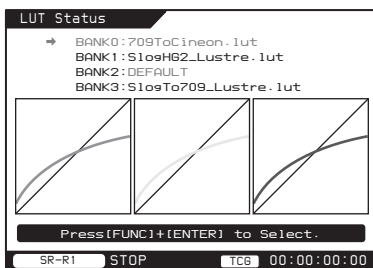 LUT Status
➔ BANK0:709ToCineon.lut
BANK1:SlogHG2_Lustre.lut
BANK2:DEFAULT
BANK3:SlogTo709_Lustre.lut
Press[FUNC]+[ENTER] to Select.
SR-R1 STOP TCG 00:00:00:00